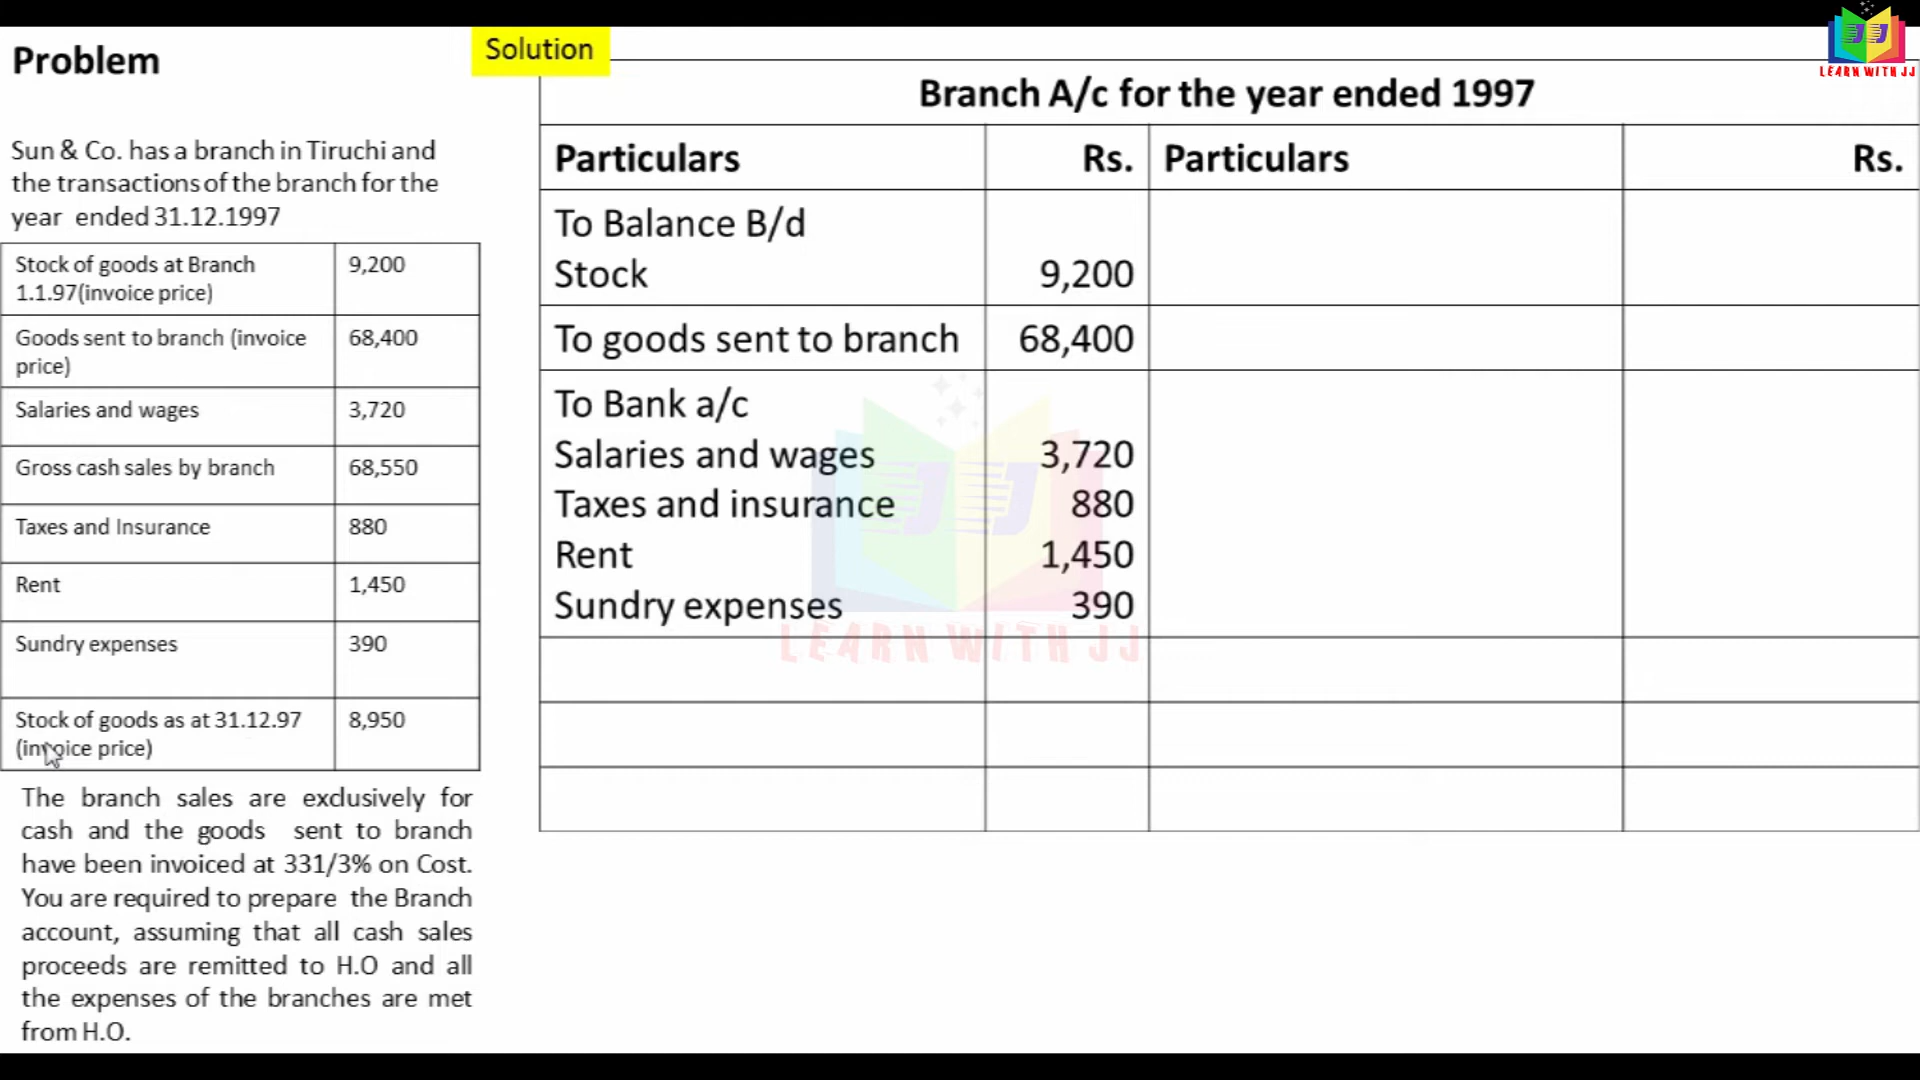 Problem
Sun & Co. has a branch in Tiruchi and
the transactions of the branch for the
year ended 31.12.1997
Stock of goods at Branch 9,200
1.1.97(invoice price)
Goods sent to branch (invoice 68,400
price)
Salaries and wages 3,720
Gross cash sales by branch 68,550
Taxes and Insurance 880
Rent 1,450
Sundry expenses 390
Stock of goods as at 31.12.97 8,950
(invoice price)
The branch sales are exclusively for
cash and the goods sent to branch
have been invoiced at 331/3% on Cost.
You are required to prepare the Branch
account, assuming that all cash sales
proceeds are remitted to H.O and all
the expenses of the branches are met
from H.O.
Solution
Branch A/c for the year ended 1997
Particulars Rs. Particulars Rs.
To Balance B/d
Stock 9,200
To goods sent to branch 68,400
To Bank a/c
Salaries and wages 3,720
Taxes and insurance 880
Rent 1,450
Sundry expenses 390
JJ
LEARN WITH JJ
JJ
LEARN WITH JJ